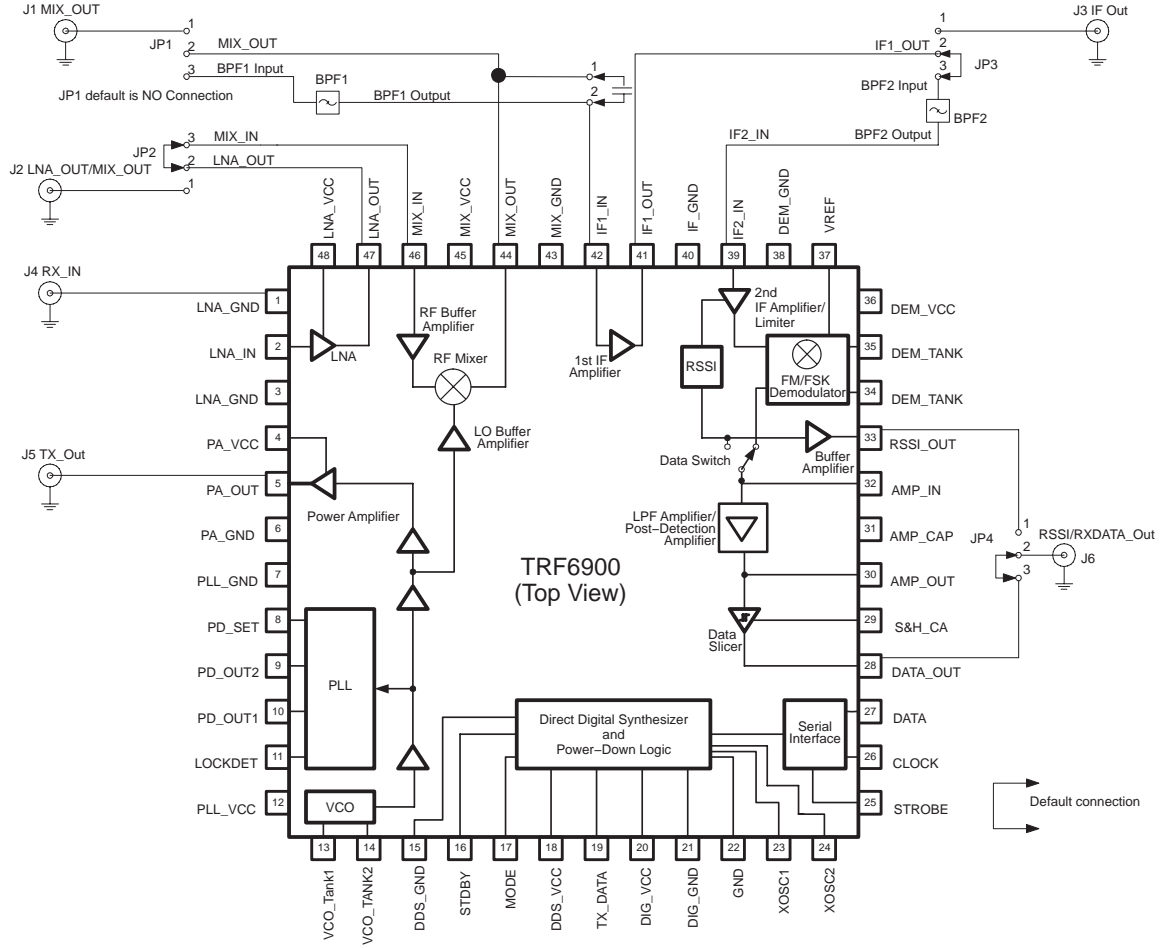 J1 MIX_OUT
1
JP1
2
MIX_OUT
3
BPF1 Input
BPF1
BPF1 Output
JP1 default is NO Connection
1
2
J3 IF Out
1
IF1_OUT
2
JP3
3
BPF2 Input
BPF2
BPF2 Output
IF2_IN
JP2
3
MIX_IN
2
LNA_OUT
J2 LNA_OUT/MIX_OUT
1
LNA_VCC
LNA_OUT
MIX_IN
MIX_VCC
MIX_OUT
MIX_GND
IF1_IN
IF1_OUT
IF_GND
IF2_IN
DEM_GND
VREF
48
47
46
45
44
43
42
41
40
39
38
37
J4 RX_IN
J5 TX_Out
1
LNA_GND
2
LNA_IN
3
LNA_GND
4
PA_VCC
5
PA_OUT
6
PA_GND
7
PLL_GND
8
PD_SET
9
PD_OUT2
10
PD_OUT1
11
LOCKDET
12
PLL_VCC
LNA
RF Buffer
Amplifier
RF Mixer
LO Buffer
Amplifier
1st IF
Amplifier
2nd
IF Amplifier/
Limiter
RSSI
FM/FSK
Demodulator
Data Switch
Buffer
Amplifier
Power Amplifier
LPF Amplifier/
Post–Detection
Amplifier
TRF6900
(Top View)
Data
Slicer
PLL
VCO
Direct Digital Synthesizer
and
Power–Down Logic
Serial
Interface
36
DEM_VCC
35
DEM_TANK
34
DEM_TANK
33
RSSI_OUT
32
AMP_IN
31
AMP_CAP
30
AMP_OUT
29
S&H_CA
28
DATA_OUT
27
DATA
26
CLOCK
25
STROBE
1
JP4
2
3
RSSI/RXDATA_Out
J6
Default connection
13
14
15
16
17
18
19
20
21
22
23
24
VCO_Tank1
VCO_TANK2
DDS_GND
STDBY
MODE
DDS_VCC
TX_DATA
DIG_VCC
DIG_GND
GND
XOSC1
XOSC2